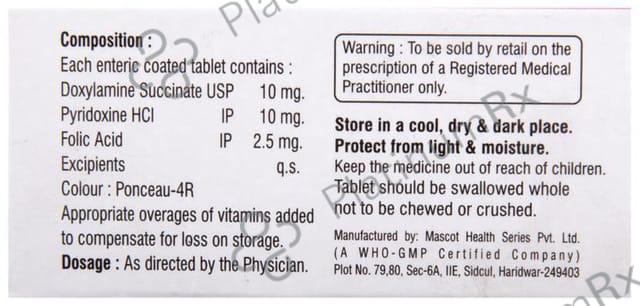 Composition :
Each enteric coated tablet contains :
Doxylamine Succinate USP 10 mg.
Pyridoxine HCl IP 10 mg.
Folic Acid IP 2.5 mg.
Excipients q.s.
Colour : Ponceau-4R
Appropriate overages of vitamins added
to compensate for loss on storage.
Dosage : As directed by the Physician.
Warning : To be sold by retail on the
prescription of a Registered Medical
Practitioner only.
Store in a cool, dry & dark place.
Protect from light & moisture.
Keep the medicine out of reach of children.
Tablet should be swallowed whole
not to be chewed or crushed.
Manufactured by: Mascot Health Series Pvt. Ltd.
(A WHO-GMP Certified Company)
Plot No. 79,80, Sec-6A, IIE, Sidcul, Haridwar-249403
PlatinumRx